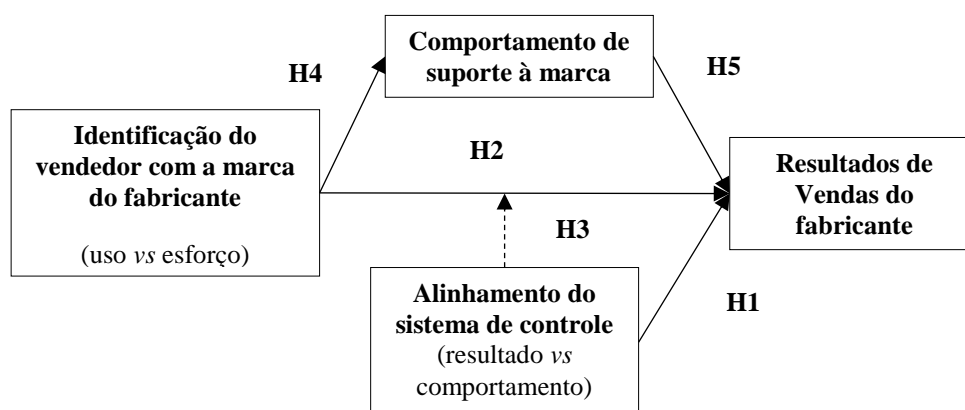 Comportamento de
suporte à marca
H4
H5
Identificação do
vendedor com a marca
do fabricante
(uso vs esforço)
H2
Resultados de
Vendas do
fabricante
H3
Alinhamento do
sistema de controle
(resultado vs
comportamento)
H1